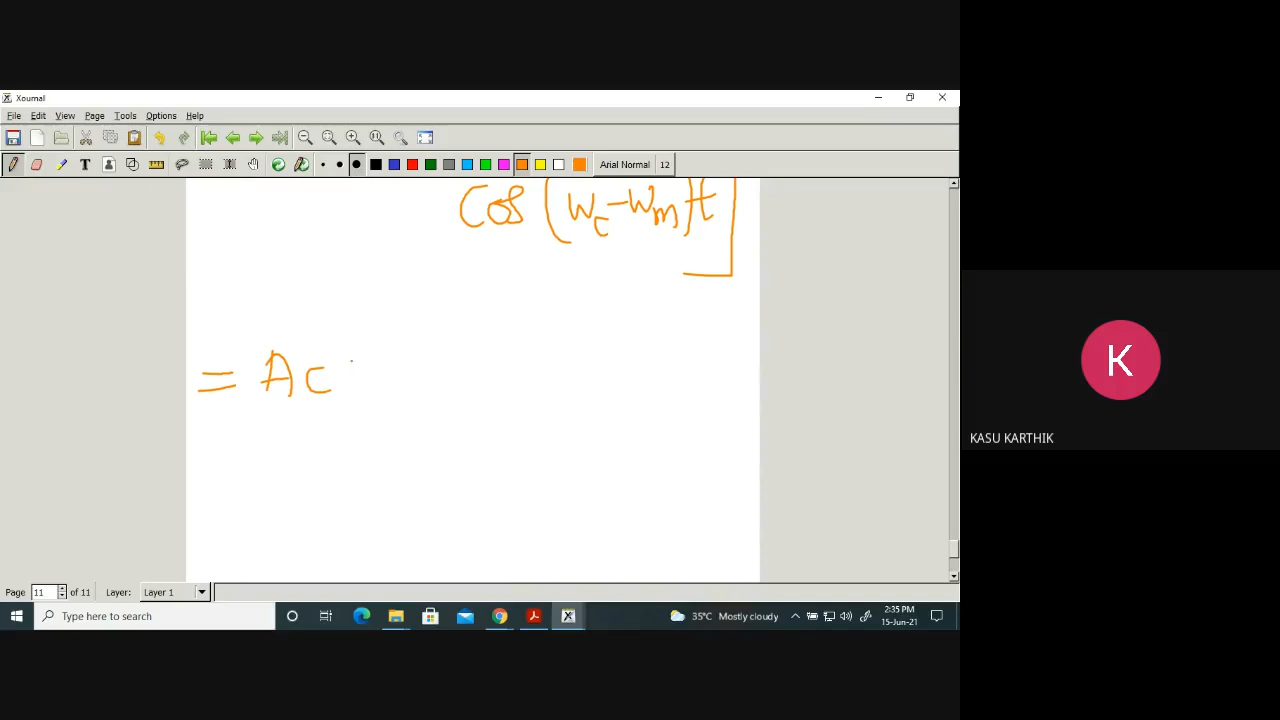 Xournal
File Edit View Page Tools Options Help
T Arial Normal 12
Cos (Wc-Wm)t]
= Ac
K
KASU KARTHIK
Page 11 of 11 Layer: Layer 1
Type here to search 35°C Mostly cloudy 2:35 PM
15-Jun-21